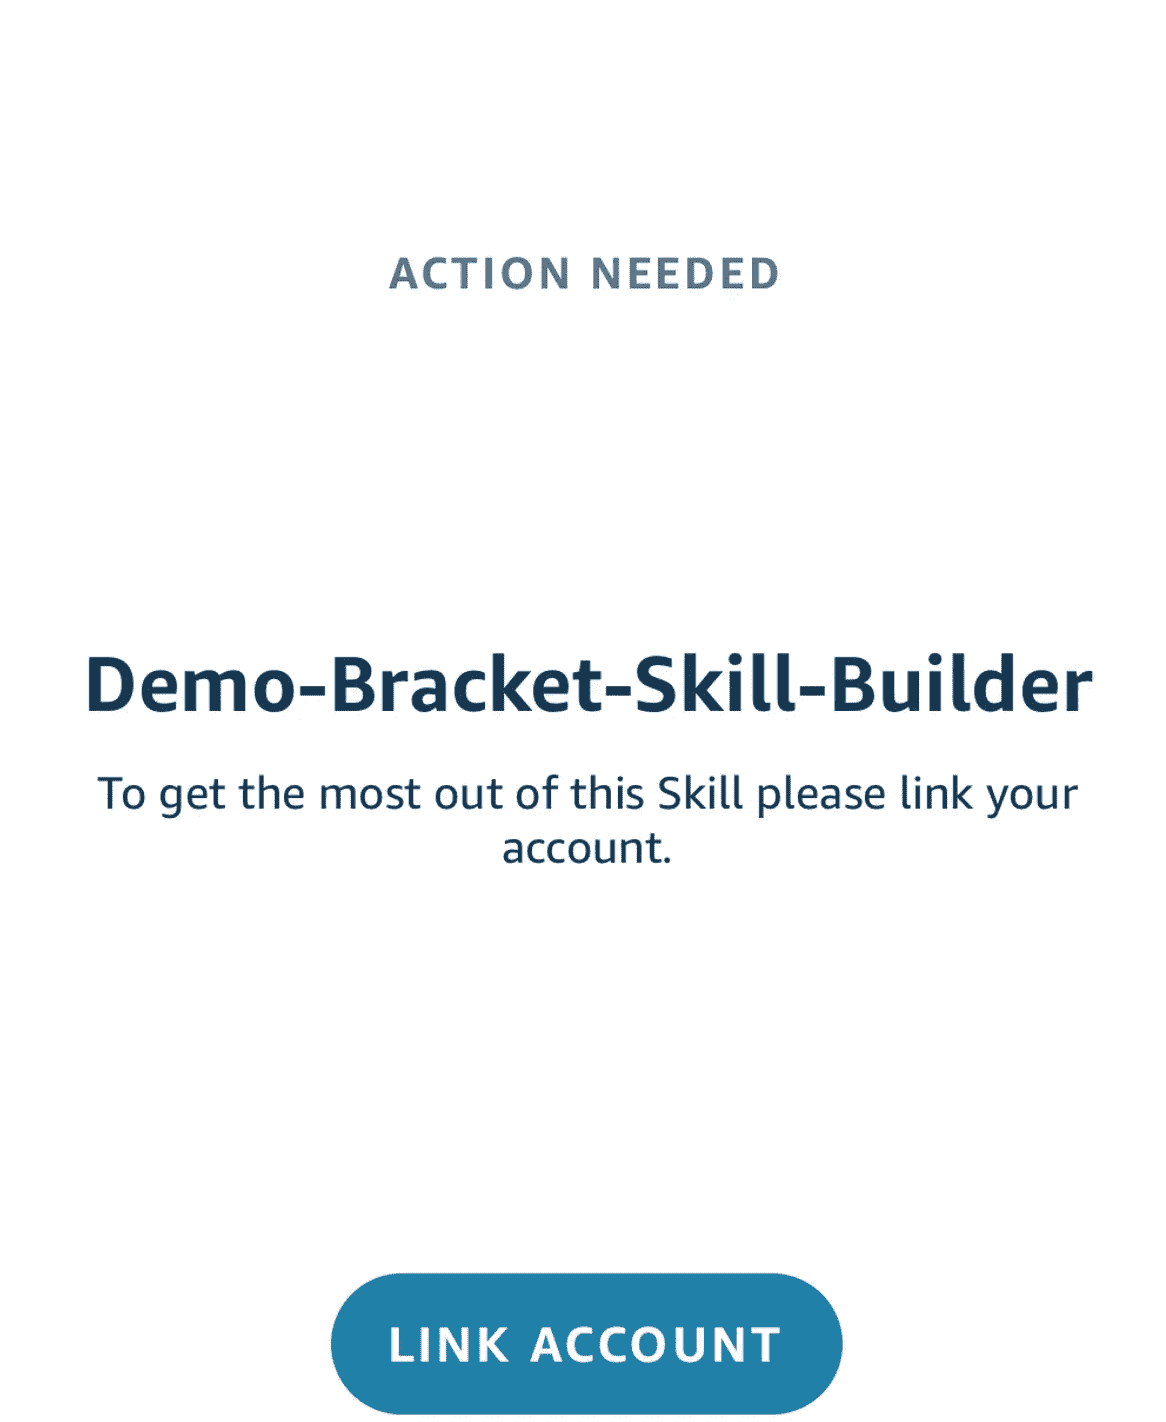 ACTION NEEDED
Demo-Bracket-Skill-Builder
To get the most out of this Skill please link your
account.
LINK ACCOUNT